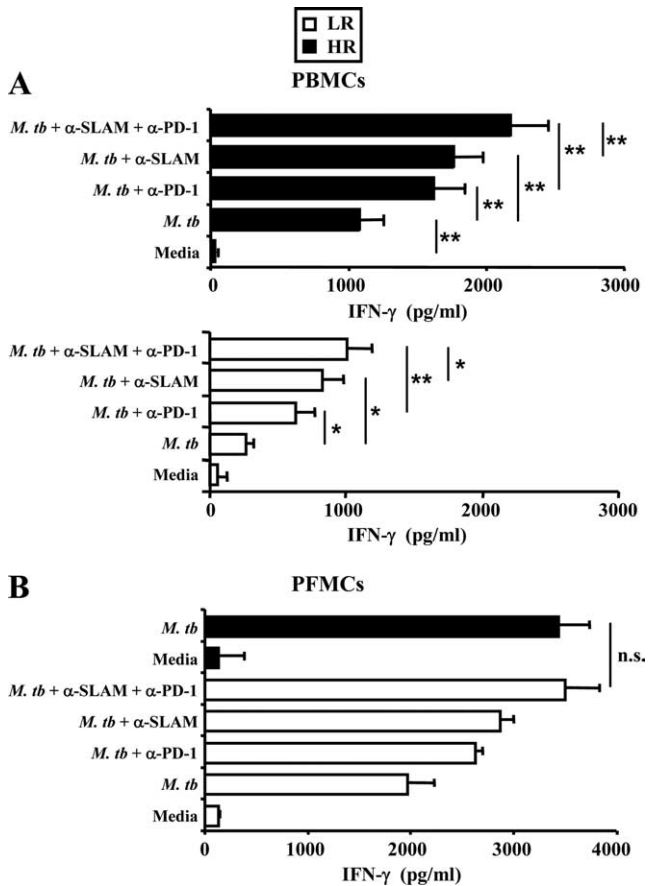 LR
HR
A
PBMCs
M. tb + α-SLAM + α-PD-1
**
M. tb + α-SLAM
**
M. tb + α-PD-1
**
**
M. tb
**
Media
0 1000 2000 3000
IFN-γ (pg/ml)
M. tb + α-SLAM + α-PD-1
*
M. tb + α-SLAM
**
M. tb + α-PD-1
*
*
M. tb
Media
0 1000 2000 3000
IFN-γ (pg/ml)
B
PFMCs
M. tb
n.s.
Media
M. tb + α-SLAM + α-PD-1
M. tb + α-SLAM
M. tb + α-PD-1
M. tb
Media
0 1000 2000 3000 4000
IFN-γ (pg/ml)